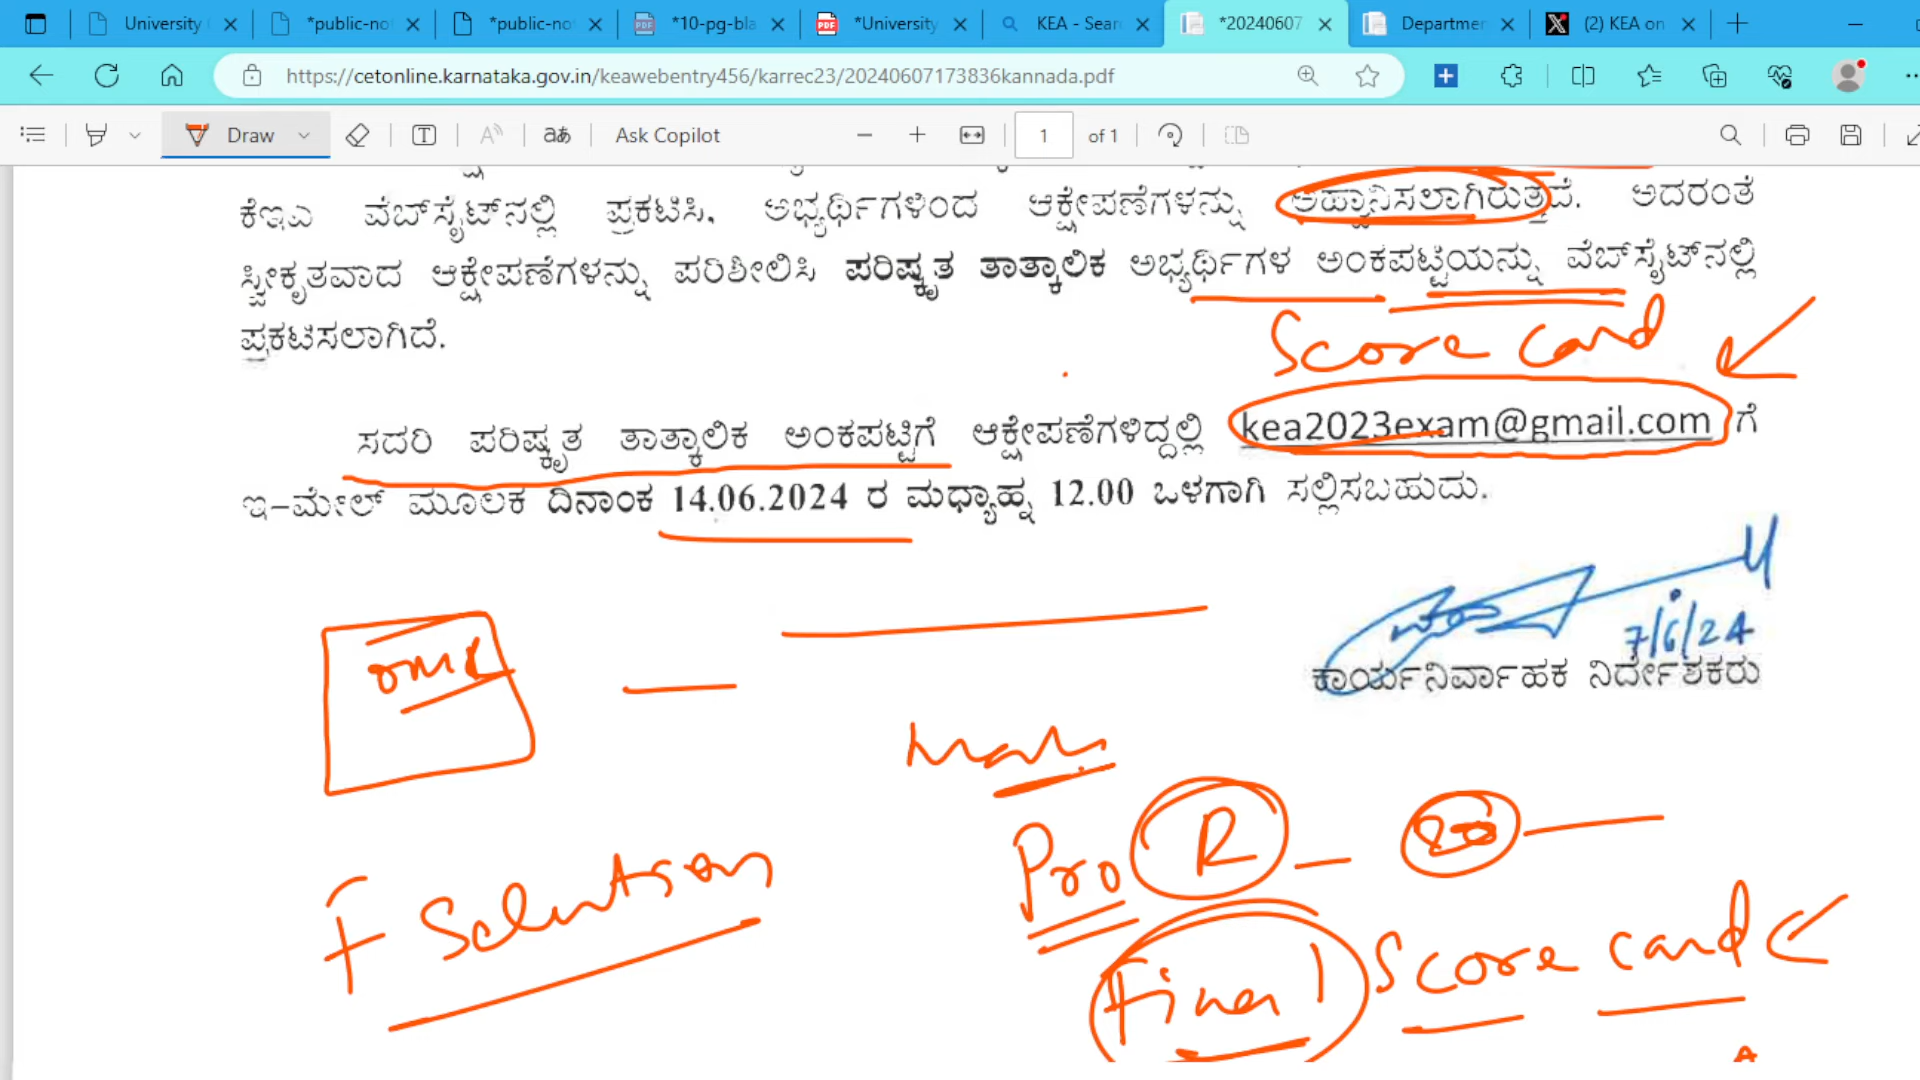 University
*public-not
*public-not
*10-pg-bla
*University
KEA - Sear
*20240607
Departmen
(2) KEA on
https://cetonline.karnataka.gov.in/keawebentry456/karrec23/20240607173836kannada.pdf
Draw
Ask Copilot
1 of 1
ಕೆಇಎ ವೆಬ್‌ಸೈಟ್‌ನಲ್ಲಿ ಪ್ರಕಟಿಸಿ, ಅಭ್ಯರ್ಥಿಗಳಿಂದ ಆಕ್ಷೇಪಣೆಗಳನ್ನು ಆಹ್ವಾನಿಸಲಾಗಿರುತ್ತದೆ. ಅದರಂತೆ
ಸ್ವೀಕೃತವಾದ ಆಕ್ಷೇಪಣೆಗಳನ್ನು ಪರಿಶೀಲಿಸಿ ಪರಿಷ್ಕೃತ ತಾತ್ಕಾಲಿಕ ಅಭ್ಯರ್ಥಿಗಳ ಅಂಕಪಟ್ಟಿಯನ್ನು ವೆಬ್‌ಸೈಟ್‌ನಲ್ಲಿ
ಪ್ರಕಟಿಸಲಾಗಿದೆ.
Score card
ಸದರಿ ಪರಿಷ್ಕೃತ ತಾತ್ಕಾಲಿಕ ಅಂಕಪಟ್ಟಿಗೆ ಆಕ್ಷೇಪಣೆಗಳಿದ್ದಲ್ಲಿ kea2023exam@gmail.com ಗೆ
ಇ-ಮೇಲ್ ಮೂಲಕ ದಿನಾಂಕ 14.06.2024 ರ ಮಧ್ಯಾಹ್ನ 12.00 ಒಳಗಾಗಿ ಸಲ್ಲಿಸಬಹುದು.
7/6/24
ಕಾರ್ಯನಿರ್ವಾಹಕ ನಿರ್ದೇಶಕರು
OMR
Pro R
F Solution
Final Score card